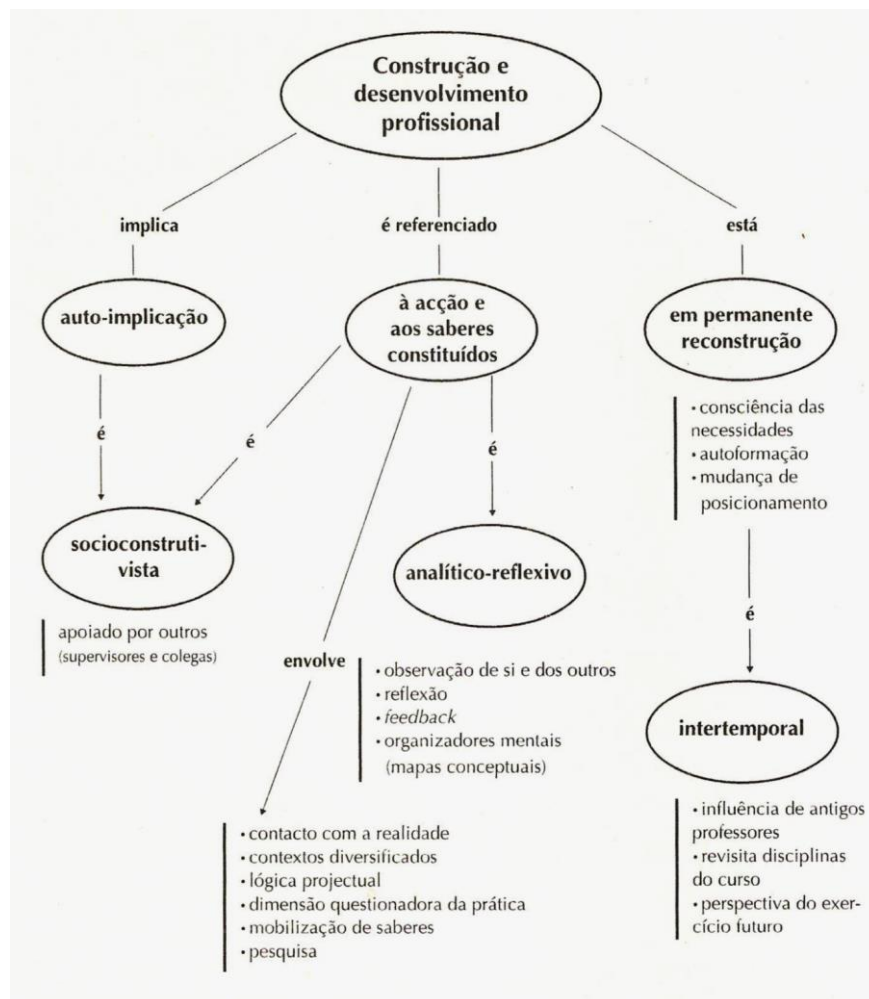 Construção e
desenvolvimento
profissional
implica
é referenciado
está
auto-implicação
à acção e
aos saberes
constituídos
em permanente
reconstrução
• consciência das
necessidades
• autoformação
• mudança de
posicionamento
é
é
é
socioconstruti-
vista
analítico-reflexivo
apoiado por outros
(supervisores e colegas)
é
envolve
• observação de si e dos outros
• reflexão
• feedback
• organizadores mentais
(mapas conceptuais)
intertemporal
• contacto com a realidade
• contextos diversificados
• lógica projectual
• dimensão questionadora da prática
• mobilização de saberes
• pesquisa
• influência de antigos
professores
• revisita disciplinas
do curso
• perspectiva do exer-
cício futuro